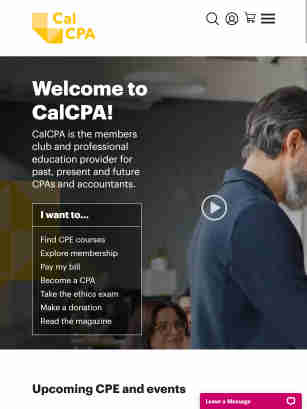 Cal
CPA
Welcome to
CalCPA!
CalCPA is the members
club and professional
education provider for
past, present and future
CPAs and accountants.
I want to...
Find CPE courses
Explore membership
Pay my bill
Become a CPA
Take the ethics exam
Make a donation
Read the magazine
Upcoming CPE and events
Leave a Message